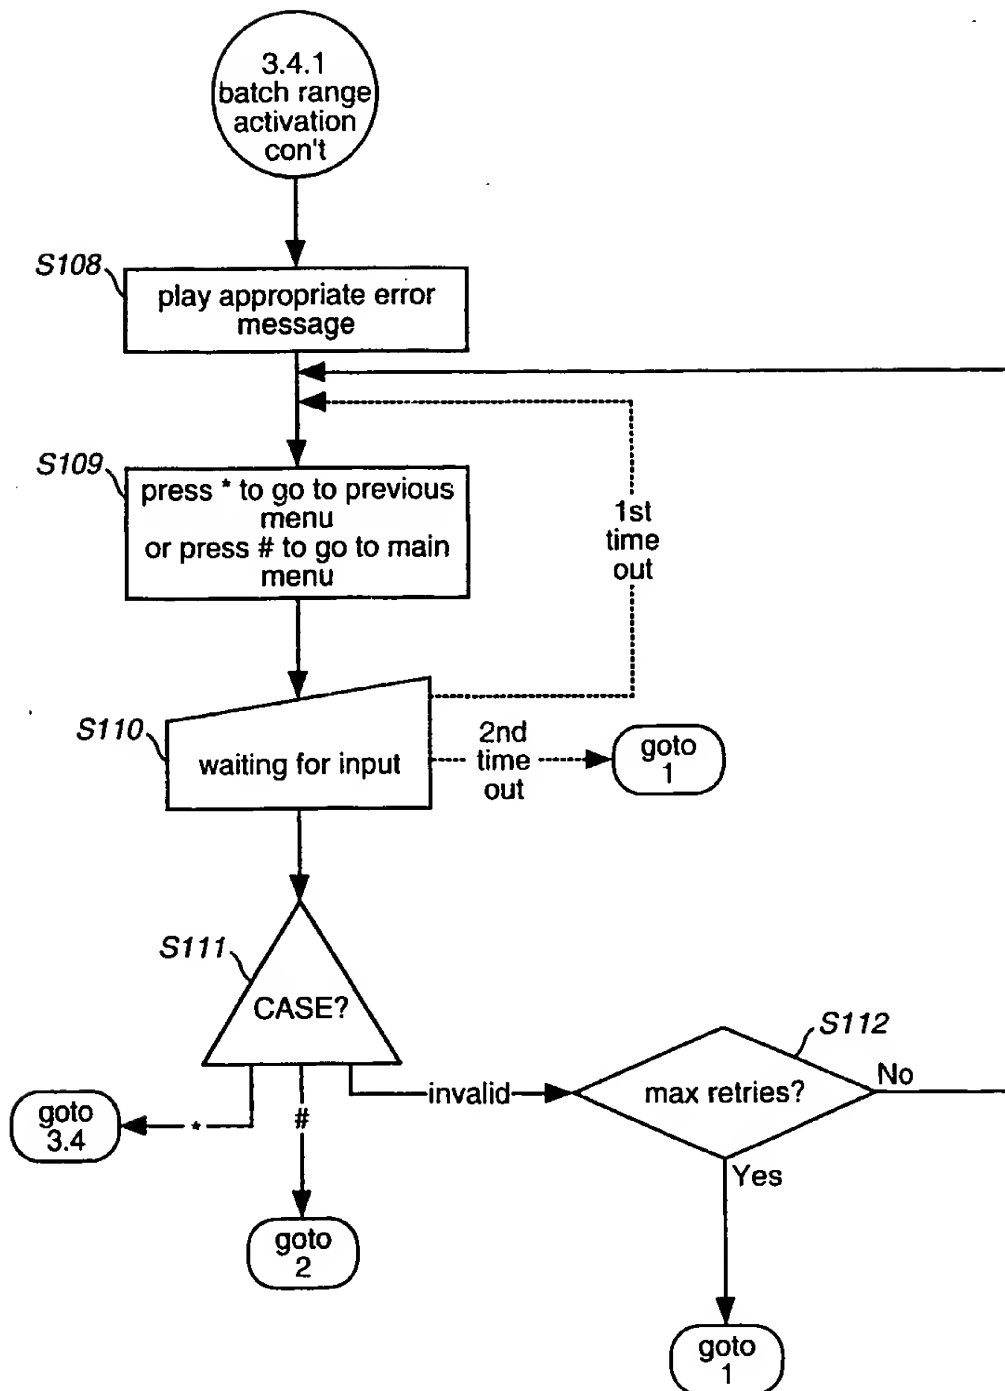 3.4.1
batch range
activation
con't
S108
play appropriate error
message
S109
press * to go to previous
menu
or press # to go to main
menu
1st
time
out
S110
waiting for input
2nd
time
out
goto
1
S111
CASE?
S112
max retries?
No
invalid
goto
3.4
*
#
Yes
goto
2
goto
1